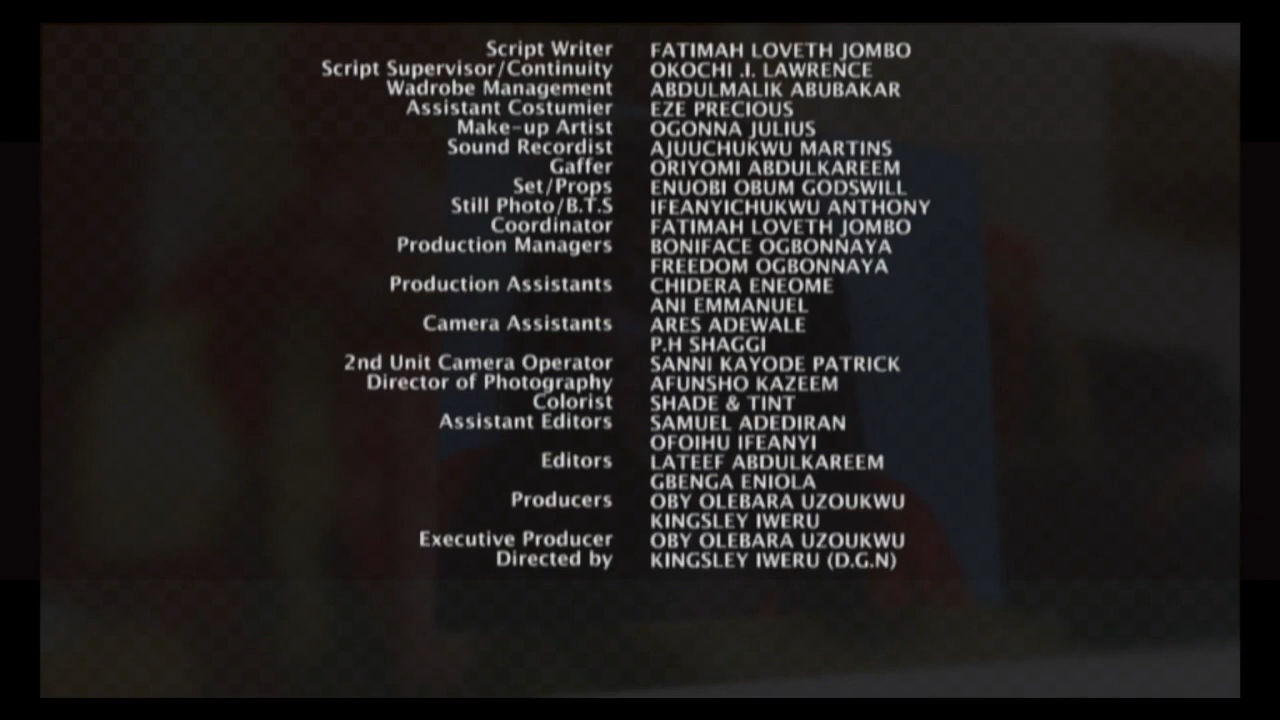 Script Writer FATIMAH LOVETH JOMBO
Script Supervisor/Continuity OKOCHI .I. LAWRENCE
Wadrobe Management ABDULMALIK ABUBAKAR
Assistant Costumier EZE PRECIOUS
Make-up Artist OGONNA JULIUS
Sound Recordist AJUUCHUKWU MARTINS
Gaffer ORIYOMI ABDULKAREEM
Set/Props ENUOBI OBUM GODSWILL
Still Photo/B.T.S IFEANYICHUKWU ANTHONY
Coordinator FATIMAH LOVETH JOMBO
Production Managers BONIFACE OGBONNAYA
FREEDOM OGBONNAYA
Production Assistants CHIDERA ENEOME
ANI EMMANUEL
Camera Assistants ARES ADEWALE
P.H SHAGGI
2nd Unit Camera Operator SANNI KAYODE PATRICK
Director of Photography AFUNSHO KAZEEM
Colorist SHADE & TINT
Assistant Editors SAMUEL ADEDIRAN
OFOIHU IFEANYI
Editors LATEEF ABDULKAREEM
GBENGA ENIOLA
Producers OBY OLEBARA UZOUKWU
KINGSLEY IWERU
Executive Producer OBY OLEBARA UZOUKWU
Directed by KINGSLEY IWERU (D.G.N)